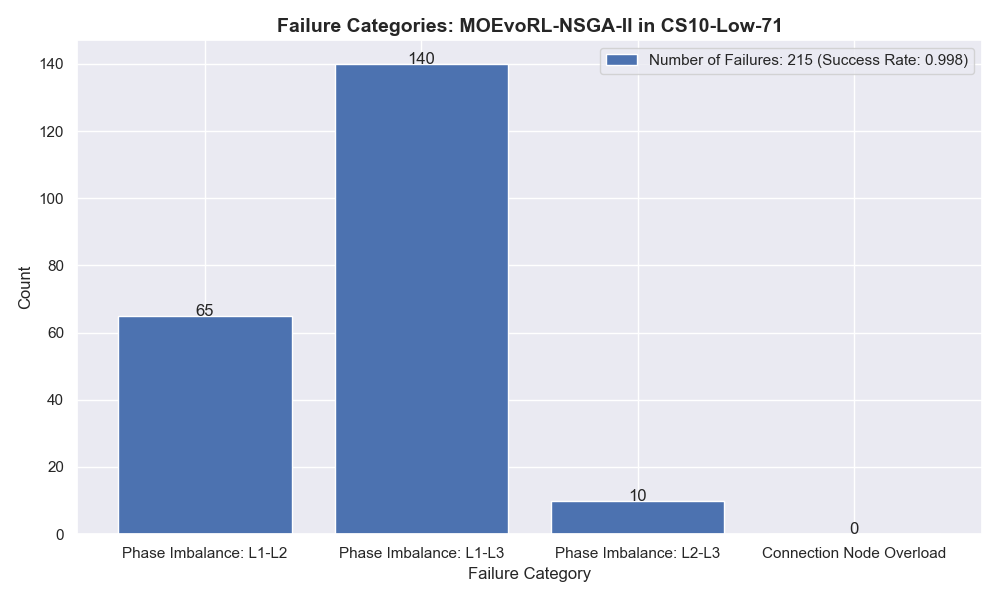 Failure Categories: MOEvoRL-NSGA-II in CS10-Low-71
Number of Failures: 215 (Success Rate: 0.998)
Count
140
120
100
80
60
40
20
0
65
140
10
0
Phase Imbalance: L1-L2
Phase Imbalance: L1-L3
Phase Imbalance: L2-L3
Connection Node Overload
Failure Category